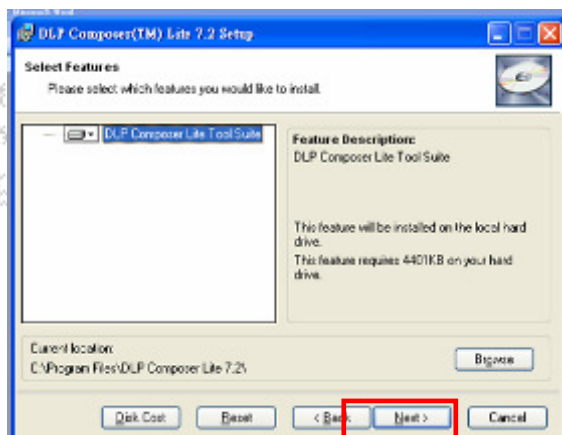 DLP Composer(TM) Lite 7.2 Setup
Select Features
Please select which features you would like to install.
DLP Composer Lite Tool Suite
Feature Description:
DLP Composer Lite Tool Suite
This feature will be installed on the local hard
drive.
This feature requires 4401KB on your hard
drive.
Current location:
C:\Program Files\DLP Composer Lite 7.2\
Browse
Disk Cost
Reset
< Back
Next >
Cancel